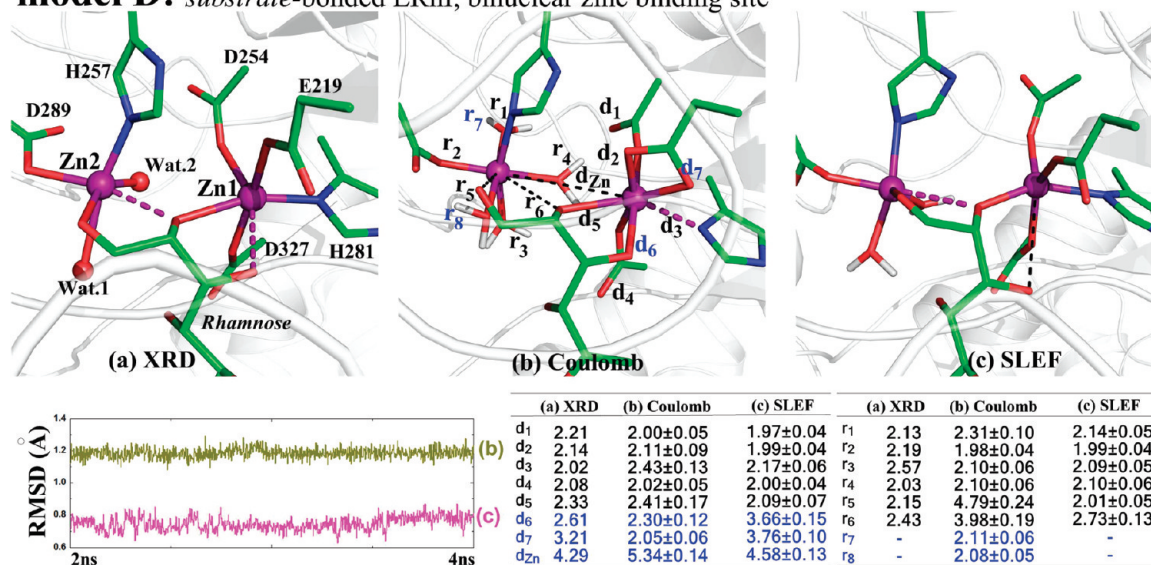 model D: substrate-bonded LRhI, binuclear zinc binding site
D254
H257
E219
D289
Zn2
Wat.2
Zn1
D327
H281
Wat.1
Rhamnose
(a) XRD
r7 r1 d1
r2 r4 d2
dZn d7
r5 r6 d5
r8 r3 d3
d6
d4
(b) Coulomb
(c) SLEF
RMSD (Å)
1.4
1.2
1.0
0.8
0.6
(b)
(c)
2ns 4ns
(a) XRD (b) Coulomb (c) SLEF
d1 2.21 2.00±0.05 1.97±0.04
d2 2.14 2.11±0.09 1.99±0.04
d3 2.02 2.43±0.13 2.17±0.06
d4 2.08 2.02±0.05 2.00±0.04
d5 2.33 2.41±0.17 2.09±0.07
d6 2.61 2.30±0.12 3.66±0.15
d7 3.21 2.05±0.06 3.76±0.10
dZn 4.29 5.34±0.14 4.58±0.13
(a) XRD (b) Coulomb (c) SLEF
r1 2.13 2.31±0.10 2.14±0.05
r2 2.19 1.98±0.04 1.99±0.04
r3 2.57 2.10±0.06 2.09±0.05
r4 2.03 2.10±0.06 2.10±0.06
r5 2.15 4.79±0.24 2.01±0.05
r6 2.43 3.98±0.19 2.73±0.13
r7 - 2.11±0.06 -
r8 - 2.08±0.05 -